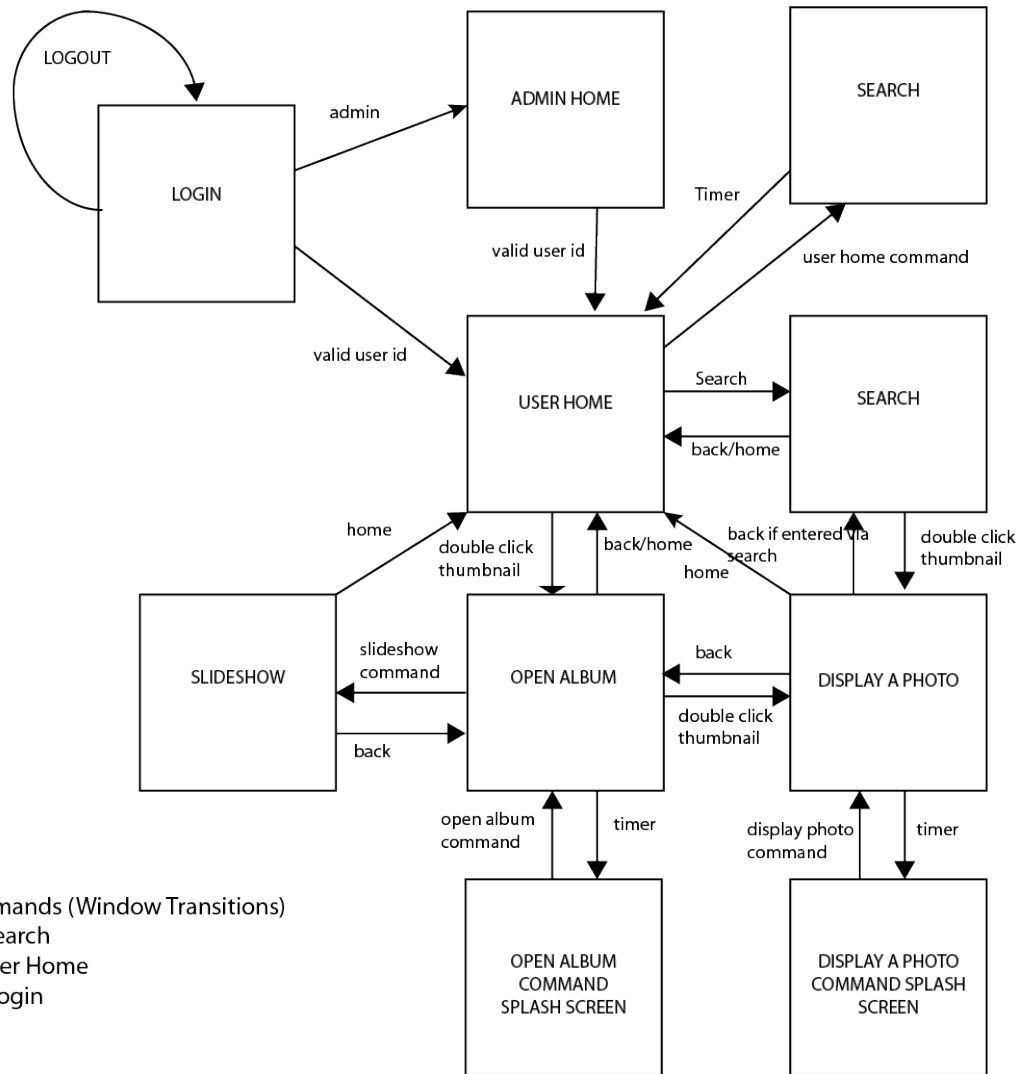 LOGOUT
LOGIN
admin
ADMIN HOME
SEARCH
Timer
user home command
valid user id
valid user id
USER HOME
Search
back/home
SEARCH
home
double click
thumbnail
back/home
home
back if entered via
search
double click
thumbnail
SLIDESHOW
slideshow
command
back
OPEN ALBUM
back
double click
thumbnail
DISPLAY A PHOTO
open album
command
timer
display photo
command
timer
mands (Window Transitions)
earch
er Home
ogin
OPEN ALBUM
COMMAND
SPLASH SCREEN
DISPLAY A PHOTO
COMMAND SPLASH
SCREEN